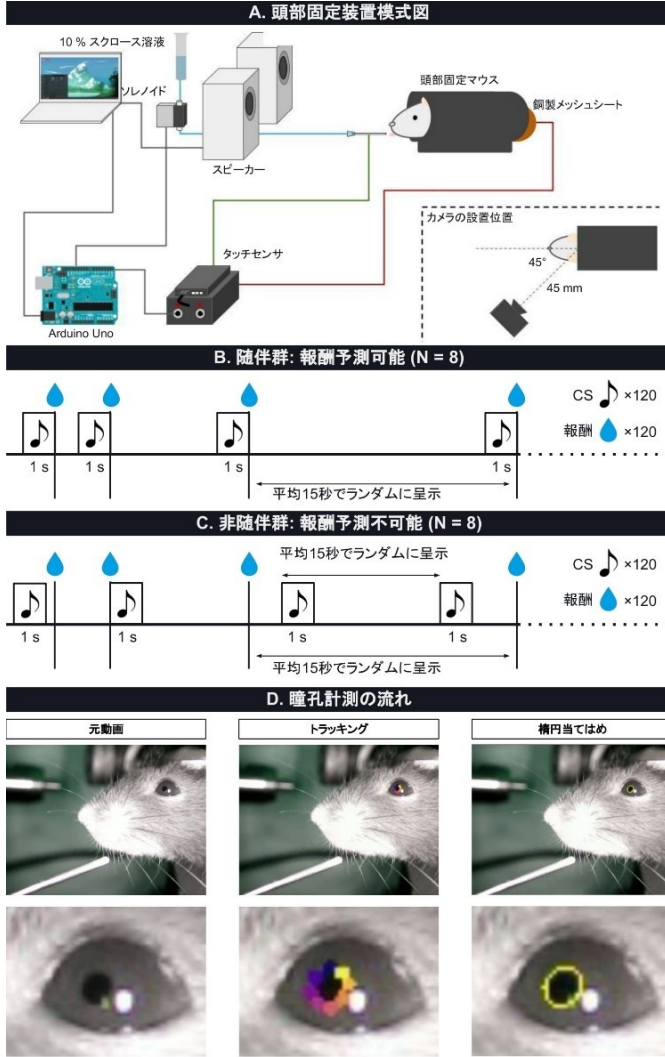 A. 頭部固定装置模式図
10 % スクロース溶液
ソレノイド
スピーカー
頭部固定マウス
銅製メッシュシート
タッチセンサ
Arduino Uno
カメラの設置位置
45°
45 mm
B. 随伴群: 報酬予測可能 (N = 8)
CS ×120
報酬 ×120
1 s
1 s
1 s
1 s
平均15秒でランダムに呈示
C. 非随伴群: 報酬予測不可能 (N = 8)
平均15秒でランダムに呈示
CS ×120
報酬 ×120
1 s
1 s
1 s
1 s
平均15秒でランダムに呈示
D. 瞳孔計測の流れ
元動画
トラッキング
楕円当てはめ